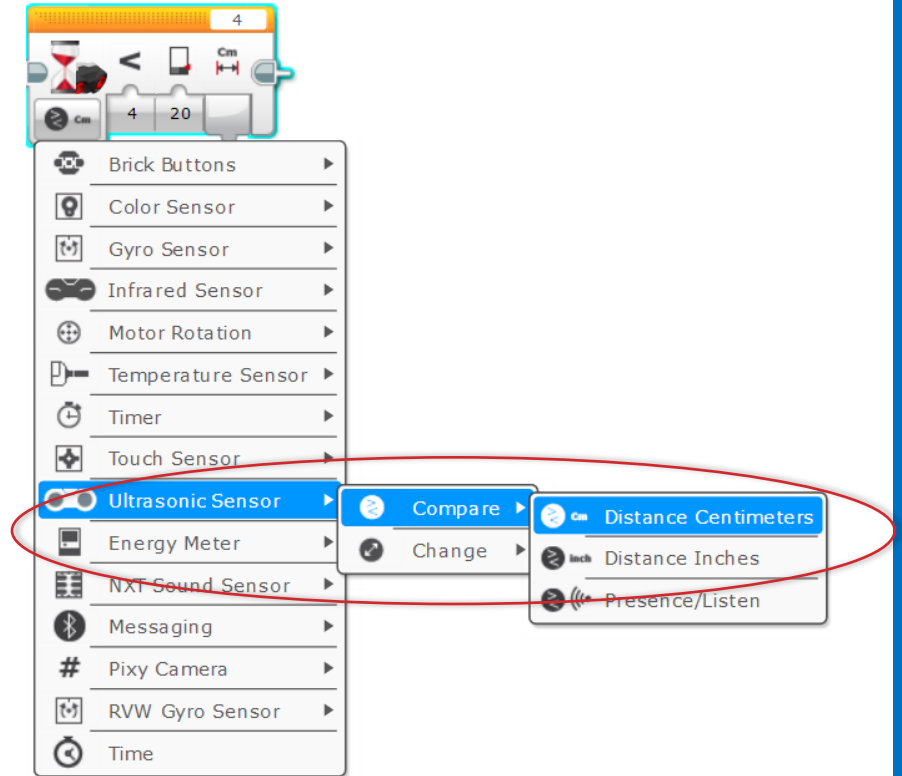 4
< Cm
Cm 4 20
Brick Buttons
Color Sensor
Gyro Sensor
Infrared Sensor
Motor Rotation
Temperature Sensor
Timer
Touch Sensor
Ultrasonic Sensor
Compare
Cm Distance Centimeters
Energy Meter
Change
inch Distance Inches
NXT Sound Sensor
Presence/Listen
Messaging
# Pixy Camera
RVW Gyro Sensor
Time